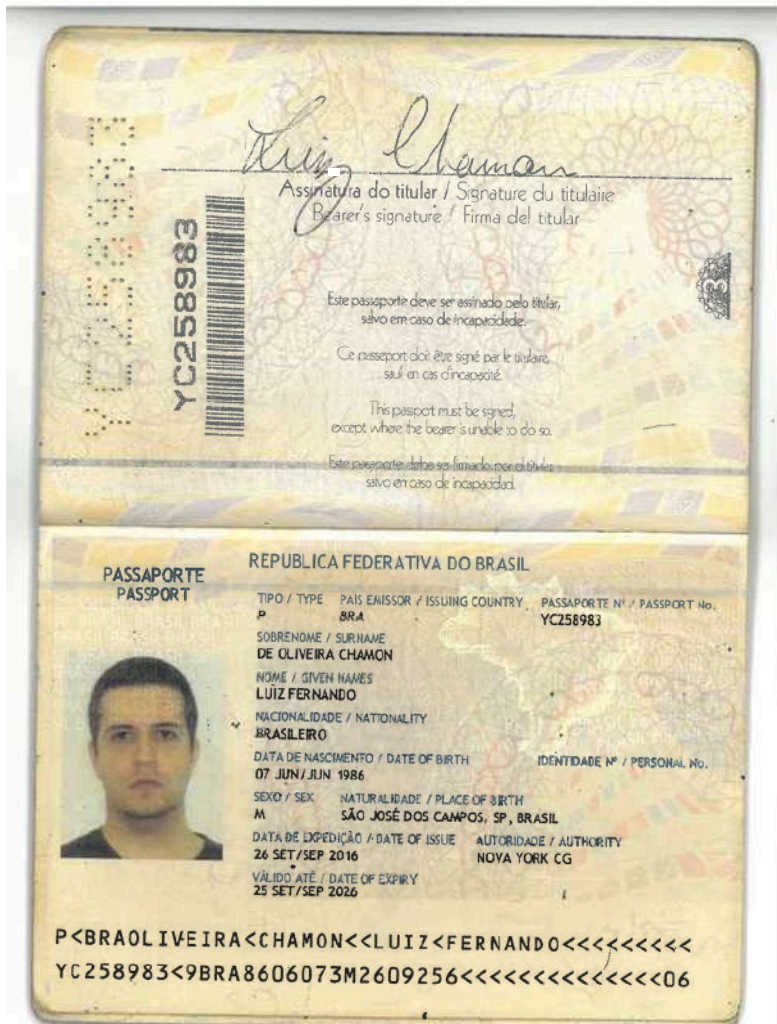 Luiz Chamon
Assinatura do titular / Signature du titulaire
Bearer's signature / Firma del titular
YC258983
YC258983
Este passaporte deve ser assinado pelo titular,
salvo em caso de incapacidade.
Ce passeport doit être signé par le titulaire,
sauf en cas d'incapacité.
This passport must be signed,
except where the bearer is unable to do so.
Este pasaporte debe ser firmado por el titular
salvo en caso de incapacidad.
3
REPUBLICA FEDERATIVA DO BRASIL
PASSAPORTE
PASSPORT
TIPO / TYPE PAÍS EMISSOR / ISSUING COUNTRY PASSAPORTE Nº / PASSPORT No.
P BRA YC258983
SOBRENOME / SURNAME
DE OLIVEIRA CHAMON
NOME / GIVEN NAMES
LUIZ FERNANDO
NACIONALIDADE / NATIONALITY
BRASILEIRO
DATA DE NASCIMENTO / DATE OF BIRTH IDENTIDADE Nº / PERSONAL No.
07 JUN/JUN 1986
SEXO / SEX NATURALIDADE / PLACE OF BIRTH
M SÃO JOSÉ DOS CAMPOS, SP, BRASIL
DATA DE EXPEDIÇÃO / DATE OF ISSUE AUTORIDADE / AUTHORITY
26 SET/SEP 2016 NOVA YORK CG
VÁLIDO ATÉ / DATE OF EXPIRY
25 SET/SEP 2026
P<BRAOLIVEIRA<CHAMON<<LUIZ<FERNANDO<<<<<<<<<
YC258983<9BRA8606073M2609256<<<<<<<<<<<<<<06